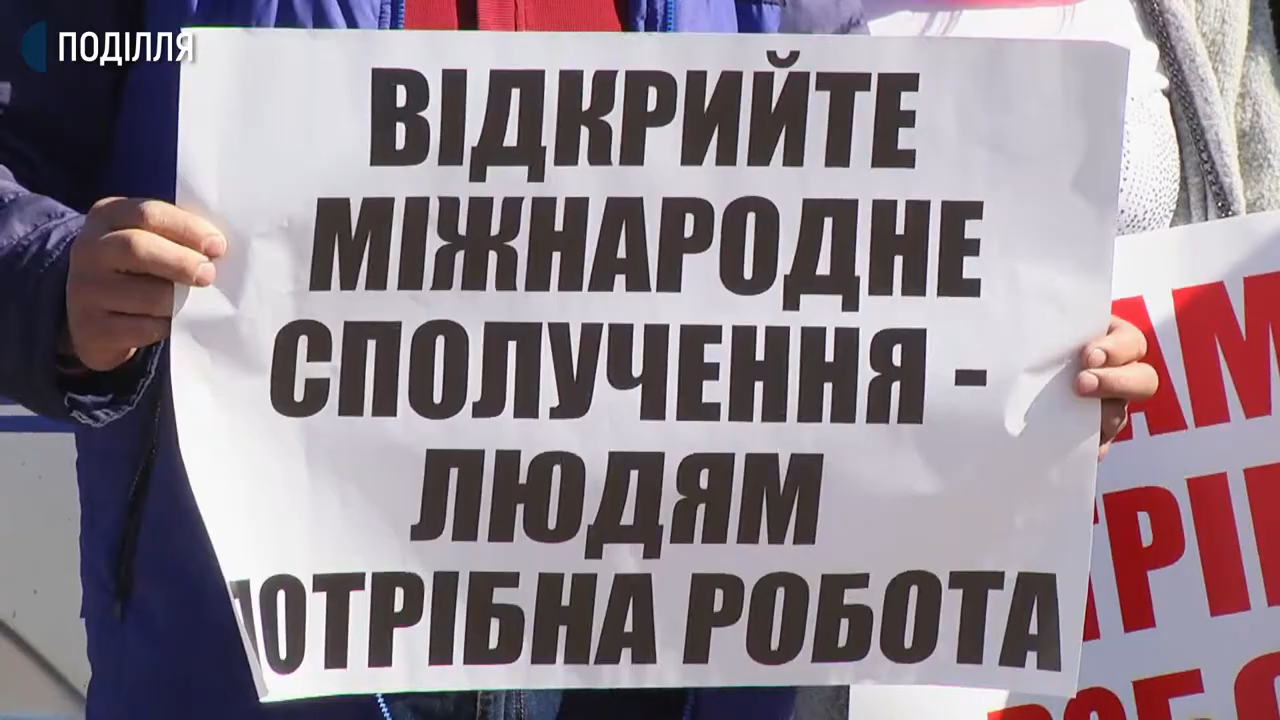 ПОДІЛЛЯ
ВІДКРИЙТЕ
МІЖНАРОДНЕ
СПОЛУЧЕННЯ -
ЛЮДЯМ
ПОТРІБНА РОБОТА